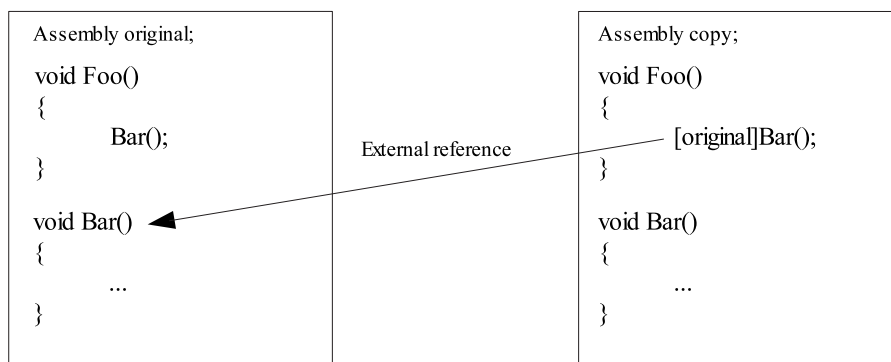 Assembly original;
void Foo()
{
Bar();
}
void Bar()
{
...
}
External reference
Assembly copy;
void Foo()
{
[original]Bar();
}
void Bar()
{
...
}